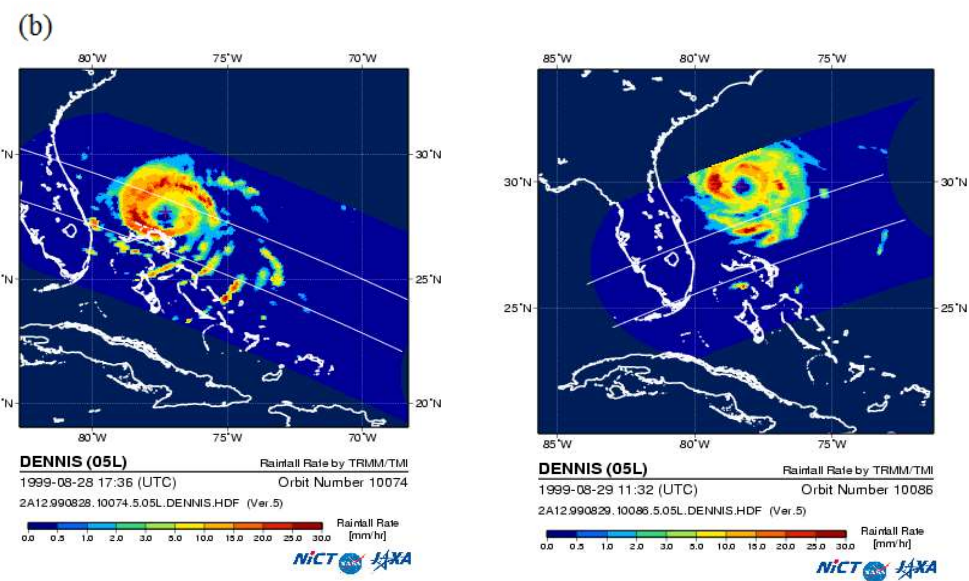 (b)
80°W 75°W 70°W
°N 30°N
°N 25°N
°N 20°N
80°W 75°W 70°W
DENNIS (05L) Rainfall Rate by TRMM/TMI
1999-08-28 17:36 (UTC) Orbit Number 10074
2A12.990828.10074.5.05L.DENNIS.HDF (Ver.5)
0.0 0.5 1.0 2.0 3.0 5.0 10.0 15.0 20.0 25.0 30.0
Rainfall Rate
[mm/hr]
NiCT NASA JAXA
85°W 80°W 75°W
30°N 30°N
25°N 25°N
85°W 80°W 75°W
DENNIS (05L) Rainfall Rate by TRMM/TMI
1999-08-29 11:32 (UTC) Orbit Number 10086
2A12.990829.10086.5.05L.DENNIS.HDF (Ver.5)
0.0 0.5 1.0 2.0 3.0 5.0 10.0 15.0 20.0 25.0 30.0
Rainfall Rate
[mm/hr]
NiCT NASA JAXA